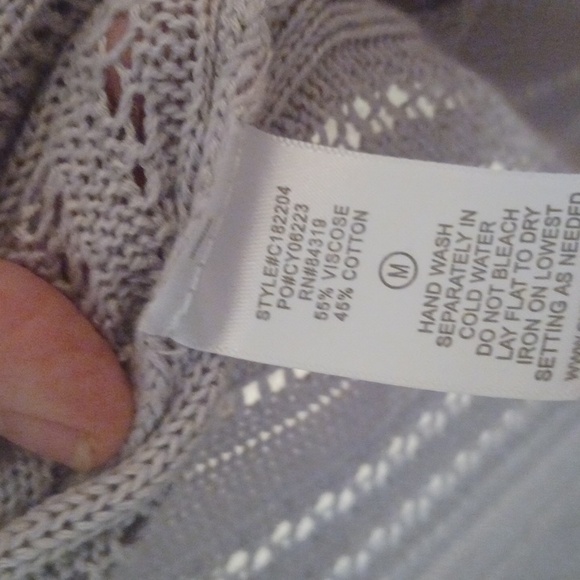 STYLE#C182204
PO#CY06223
RN#84319
55% VISCOSE
45% COTTON
M
HAND WASH
SEPARATELY IN
COLD WATER
DO NOT BLEACH
LAY FLAT TO DRY
IRON ON LOWEST
SETTING AS NEEDED